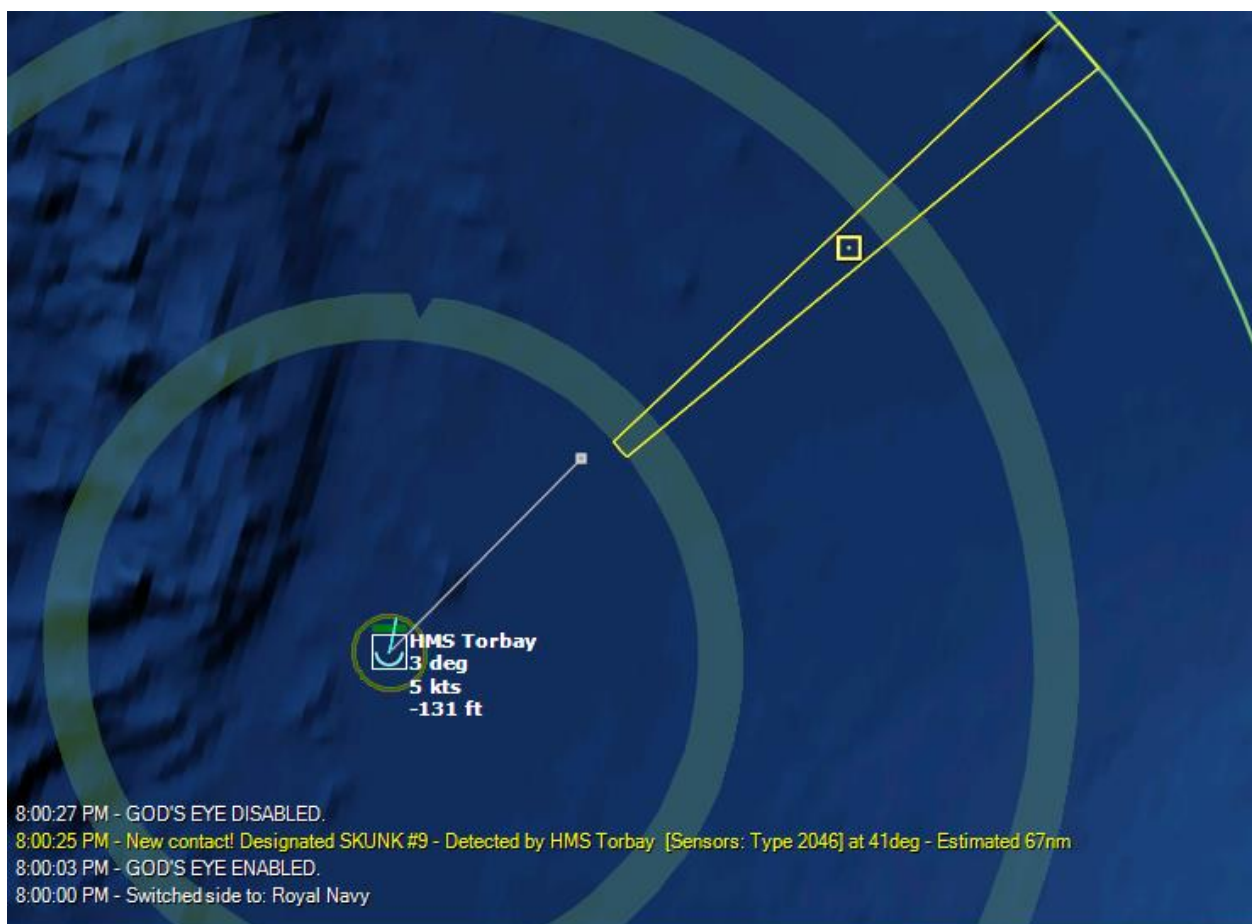 HMS Torbay
3 deg
5 kts
-131 ft
8:00:27 PM - GOD'S EYE DISABLED.
8:00:25 PM - New contact! Designated SKUNK #9 - Detected by HMS Torbay  [Sensors: Type 2046] at 41deg - Estimated 67nm
8:00:03 PM - GOD'S EYE ENABLED.
8:00:00 PM - Switched side to: Royal Navy